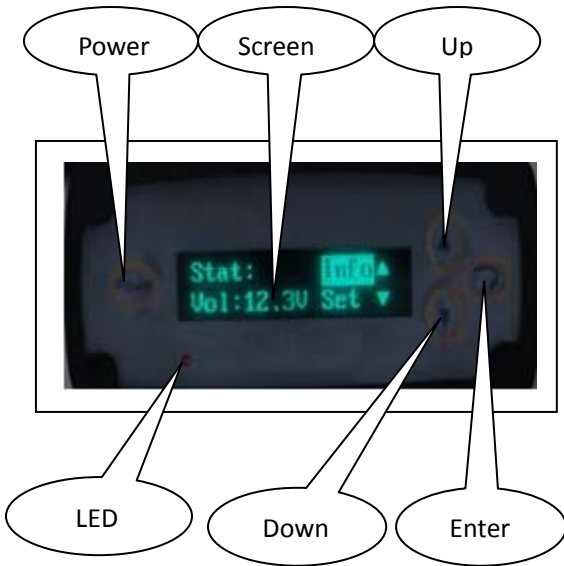 Power Screen Up
Stat: Info▲
Vol:12.3V Set ▼
LED Down Enter